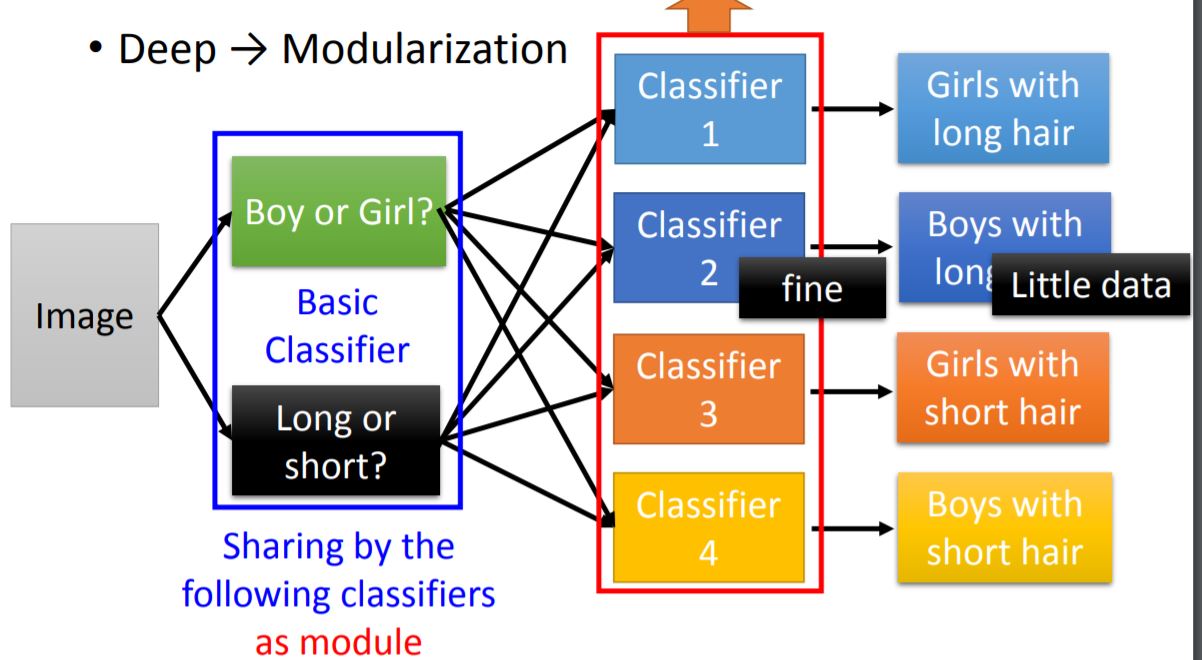 • Deep → Modularization
Image
Boy or Girl?
Basic
Classifier
Long or
short?
Sharing by the
following classifiers
as module
Classifier
1
Girls with
long hair
Classifier
2
fine
Boys with
long
Little data
Classifier
3
Girls with
short hair
Classifier
4
Boys with
short hair